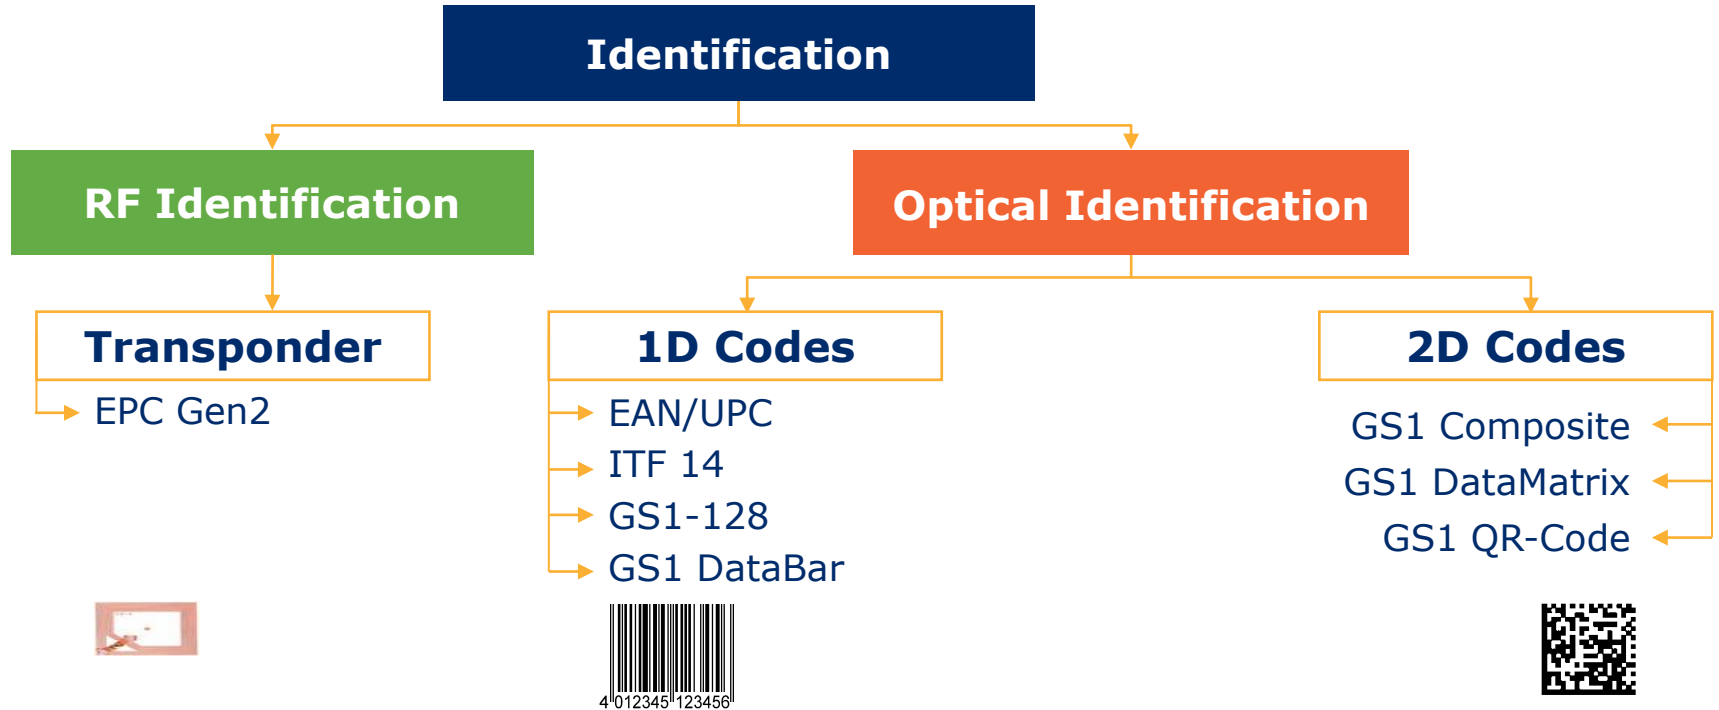 Identification
RF Identification
Optical Identification
Transponder
EPC Gen2
1D Codes
EAN/UPC
ITF 14
GS1-128
GS1 DataBar
2D Codes
GS1 Composite
GS1 DataMatrix
GS1 QR-Code
4 012345 123456